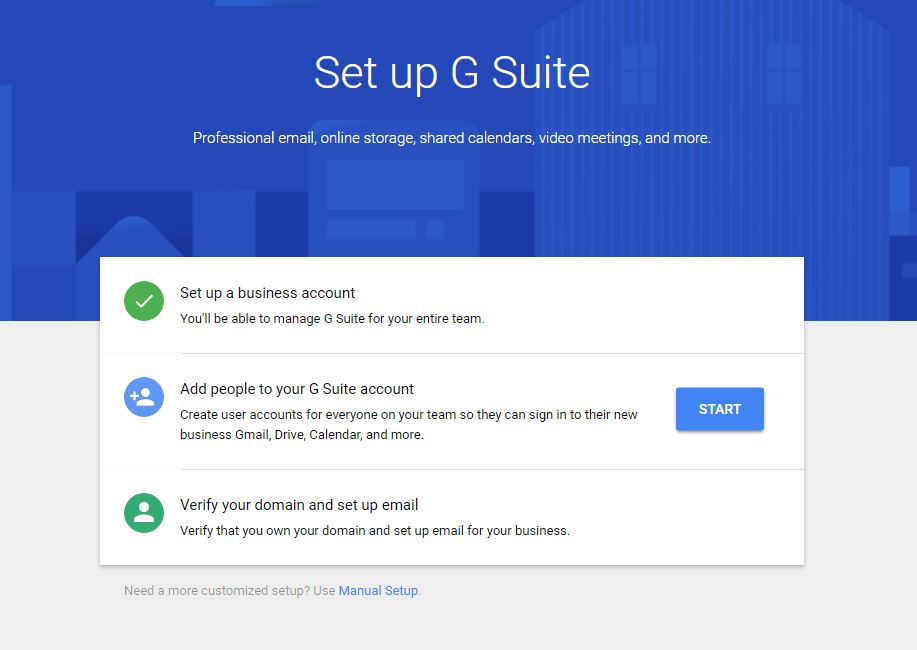 Set up G Suite
Professional email, online storage, shared calendars, video meetings, and more.
Set up a business account
You'll be able to manage G Suite for your entire team.
Add people to your G Suite account
Create user accounts for everyone on your team so they can sign in to their new
business Gmail, Drive, Calendar, and more.
START
Verify your domain and set up email
Verify that you own your domain and set up email for your business.
Need a more customized setup? Use Manual Setup.